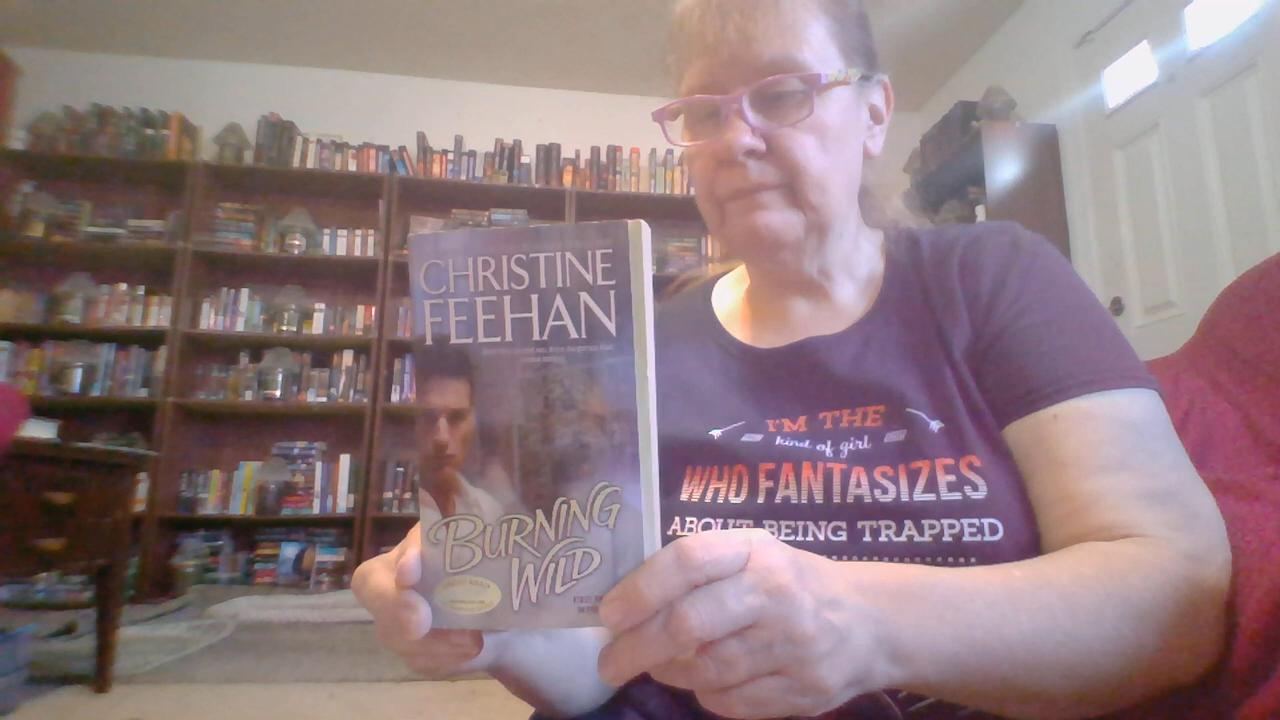 CHRISTINE
FEEHAN
BURNING
WILD
I'M THE
kind of girl
WHO FANTASIZES
ABOUT BEING TRAPPED